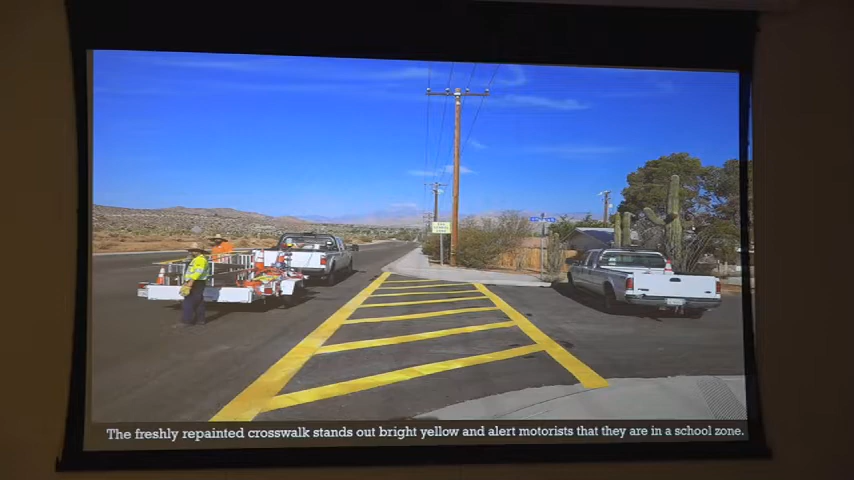 The freshly repainted crosswalk stands out bright yellow and alert motorists that they are in a school zone.